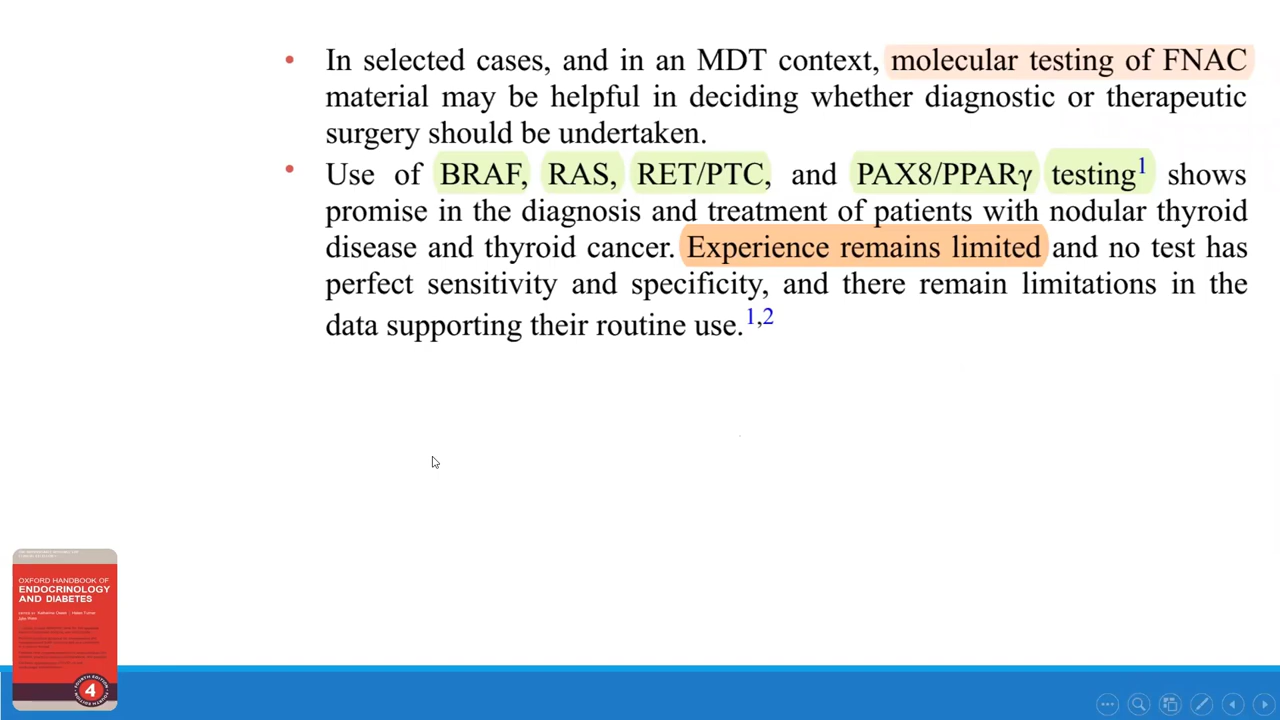 • In selected cases, and in an MDT context, molecular testing of FNAC
material may be helpful in deciding whether diagnostic or therapeutic
surgery should be undertaken.
• Use of BRAF, RAS, RET/PTC, and PAX8/PPARγ testing1 shows
promise in the diagnosis and treatment of patients with nodular thyroid
disease and thyroid cancer. Experience remains limited and no test has
perfect sensitivity and specificity, and there remain limitations in the
data supporting their routine use.1,2
OXFORD HANDBOOK OF
ENDOCRINOLOGY
AND DIABETES
FOURTH EDITION
4